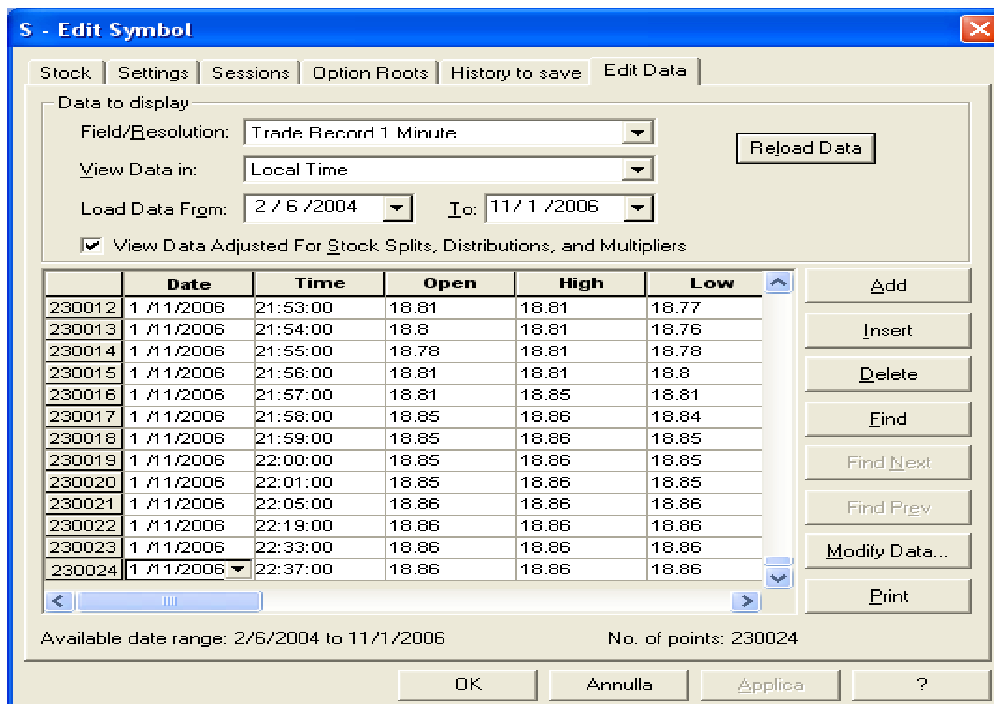 S - Edit Symbol
Stock Settings Sessions Option Roots History to save Edit Data
Data to display
Field/Resolution: Trade Record 1 Minute
Reload Data
View Data in: Local Time
Load Data From: 2 / 6 /2004 To: 11/ 1 /2006
View Data Adjusted For Stock Splits, Distributions, and Multipliers
Date Time Open High Low
230012 1 /11/2006 21:53:00 18.81 18.81 18.77
230013 1 /11/2006 21:54:00 18.8 18.81 18.76
230014 1 /11/2006 21:55:00 18.78 18.81 18.78
230015 1 /11/2006 21:56:00 18.81 18.81 18.8
230016 1 /11/2006 21:57:00 18.81 18.85 18.81
230017 1 /11/2006 21:58:00 18.85 18.86 18.84
230018 1 /11/2006 21:59:00 18.85 18.86 18.85
230019 1 /11/2006 22:00:00 18.85 18.86 18.85
230020 1 /11/2006 22:01:00 18.85 18.86 18.85
230021 1 /11/2006 22:05:00 18.86 18.86 18.86
230022 1 /11/2006 22:19:00 18.86 18.86 18.86
230023 1 /11/2006 22:33:00 18.86 18.86 18.86
230024 1 /11/2006 22:37:00 18.86 18.86 18.86
Add
Insert
Delete
Find
Find Next
Find Prev
Modify Data...
Print
Available date range: 2/6/2004 to 11/1/2006 No. of points: 230024
OK Annulla Applica ?